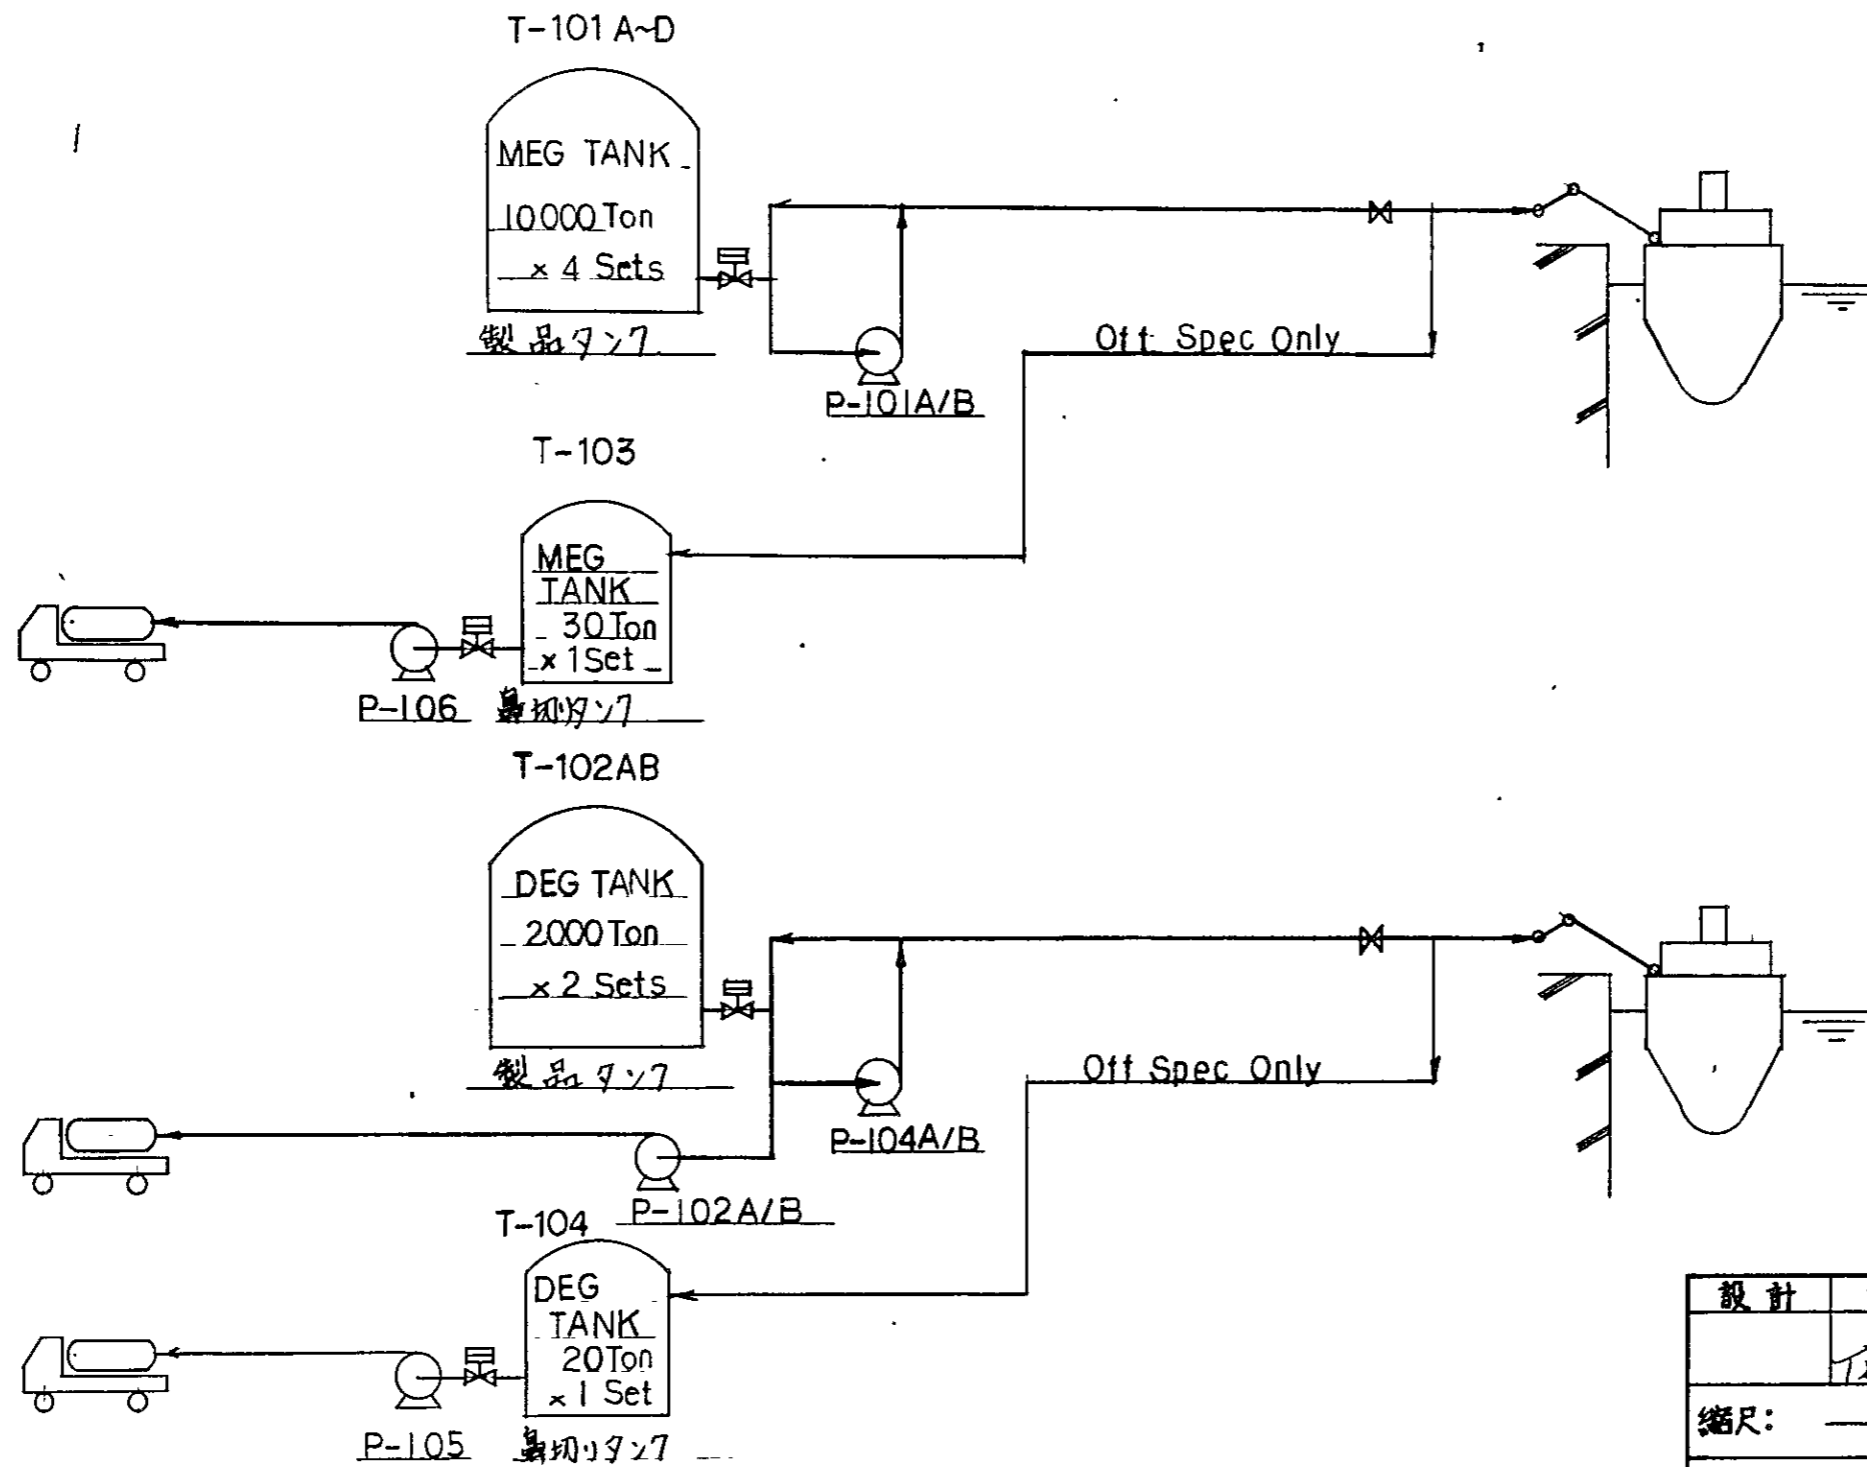 T-101 A~D
MEG TANK
10000 Ton
× 4 Sets
製品タンク
P-101A/B
Off Spec Only
T-103
MEG
TANK
30 Ton
× 1 Set
P-106
鼻切りタンク
T-102AB
DEG TANK
2000 Ton
× 2 Sets
製品タンク
P-104A/B
Off Spec Only
P-102A/B
T-104
DEG
TANK
20 Ton
× 1 Set
P-105
鼻切りタンク
設計
縮尺: